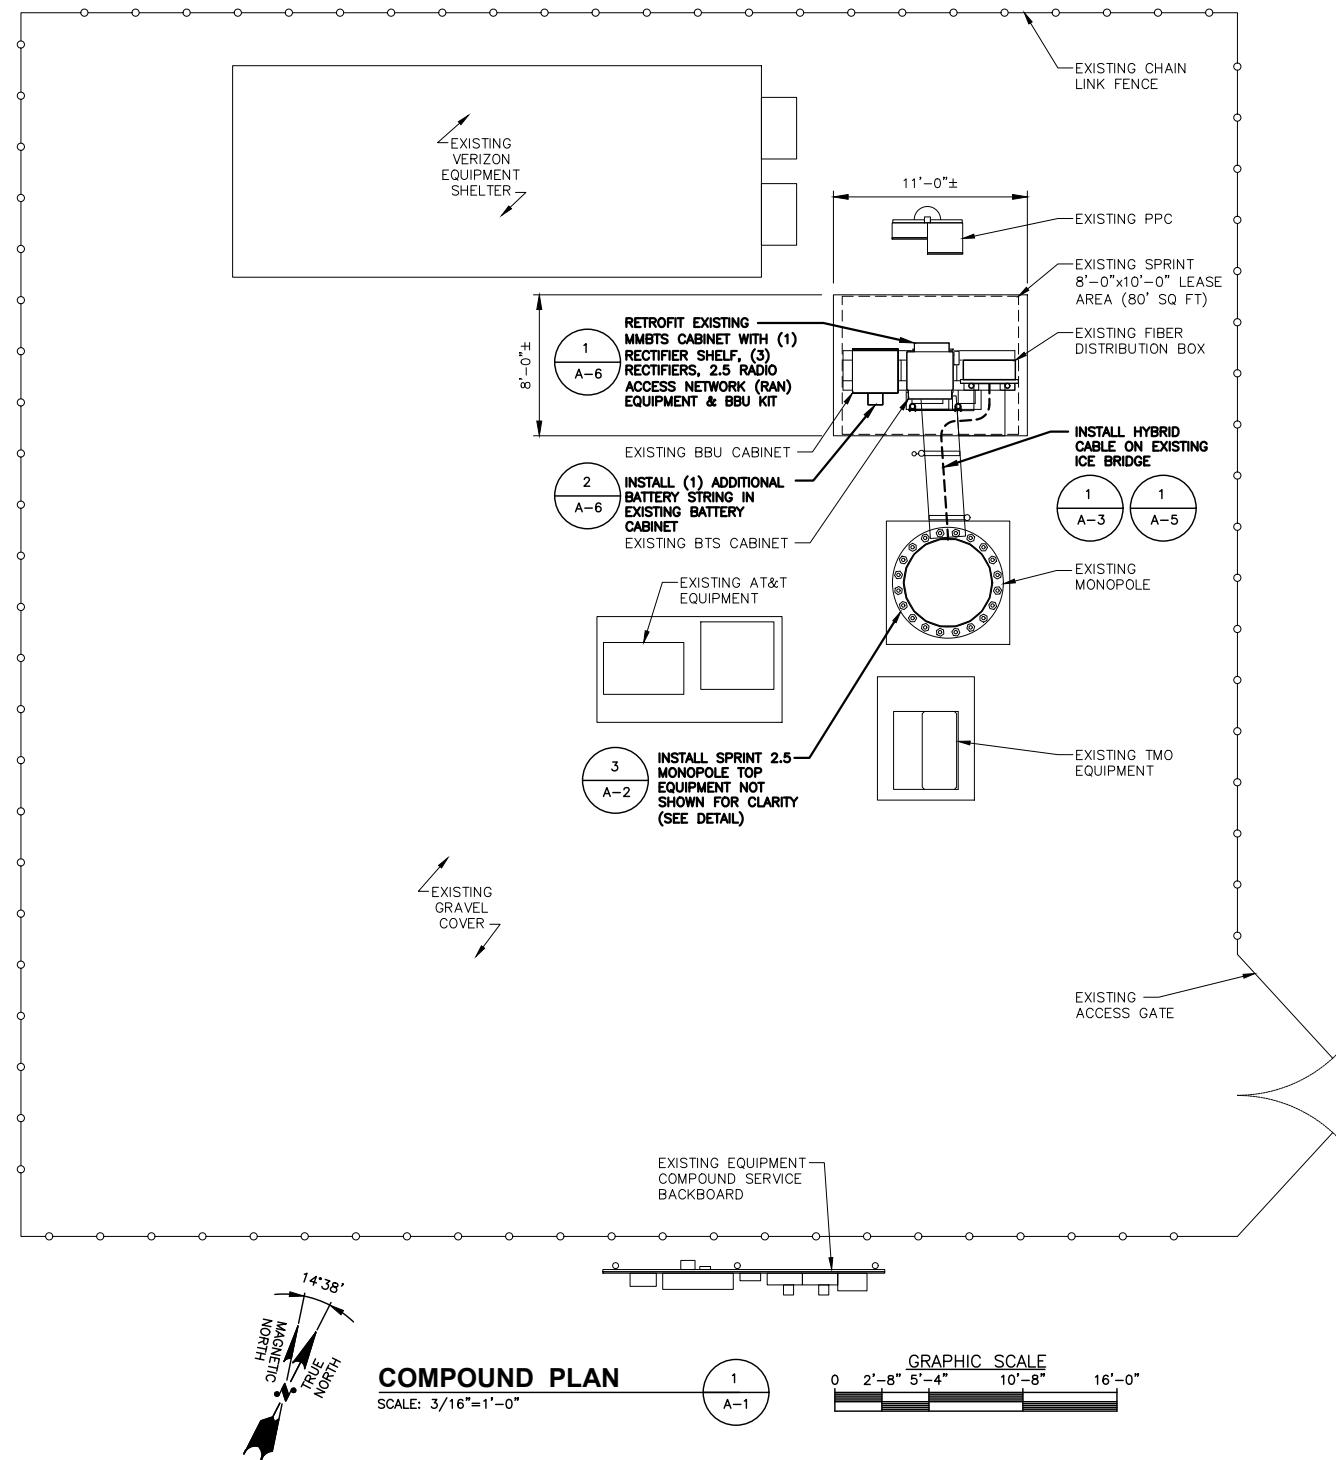 EXISTING CHAIN
LINK FENCE
EXISTING
VERIZON
EQUIPMENT
SHELTER
11'-0"±
EXISTING PPC
EXISTING SPRINT
8'-0"x10'-0" LEASE
AREA (80' SQ FT)
8'-0"±
1
A-6
RETROFIT EXISTING
MMBTS CABINET WITH (1)
RECTIFIER SHELF, (3)
RECTIFIERS, 2.5 RADIO
ACCESS NETWORK (RAN)
EQUIPMENT & BBU KIT
EXISTING FIBER
DISTRIBUTION BOX
EXISTING BBU CABINET
INSTALL HYBRID
CABLE ON EXISTING
ICE BRIDGE
1
A-3
1
A-5
2
A-6
INSTALL (1) ADDITIONAL
BATTERY STRING IN
EXISTING BATTERY
CABINET
EXISTING BTS CABINET
EXISTING AT&T
EQUIPMENT
EXISTING
MONOPOLE
3
A-2
INSTALL SPRINT 2.5
MONOPOLE TOP
EQUIPMENT NOT
SHOWN FOR CLARITY
(SEE DETAIL)
EXISTING TMO
EQUIPMENT
EXISTING
GRAVEL
COVER
EXISTING
ACCESS GATE
EXISTING EQUIPMENT
COMPOUND SERVICE
BACKBOARD
14°38'
MAGNETIC
NORTH
TRUE
NORTH
N
COMPOUND PLAN
SCALE: 3/16"=1'-0"
1
A-1
GRAPHIC SCALE
0 2'-8" 5'-4" 10'-8" 16'-0"